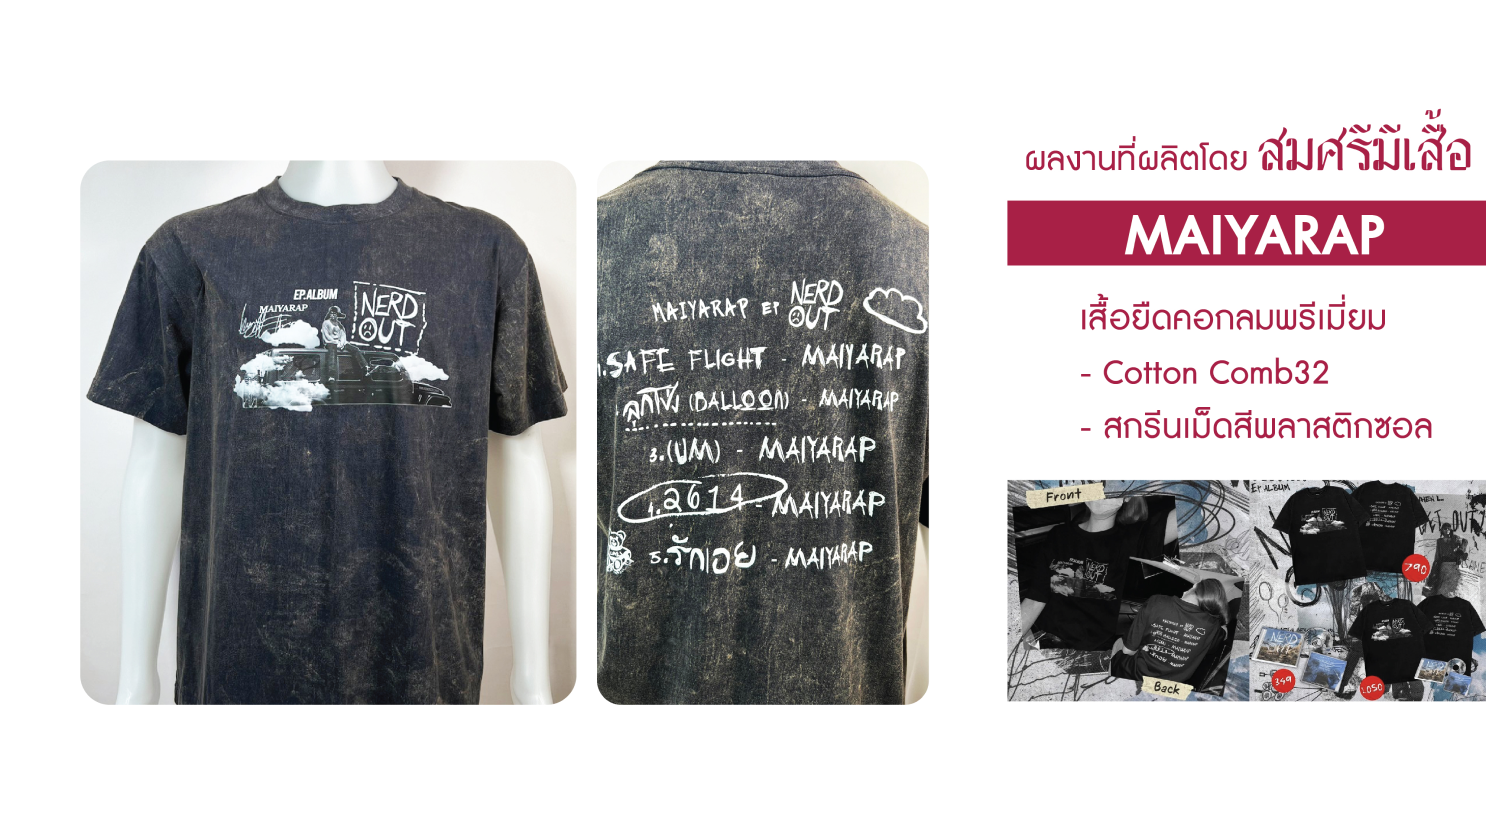 EP.ALBUM
MAIYARAP
NERD
OUT
MAIYARAP EP NERD
OUT
1.SAFE FLIGHT - MAIYARAP
ลูกโป่ง (BALLOON) - MAIYARAP
3.(UM) - MAIYARAP
4.2614 - MAIYARAP
5.รักเอย - MAIYARAP
ผลงานที่ผลิตโดย สมศรีมีเสื้อ
MAIYARAP
เสื้อยืดคอกลมพรีเมี่ยม
- Cotton Comb32
- สกรีนเม็ดสีพลาสติกซอล
Front
Back
EP ALBUM
790
NERD
349
1,050